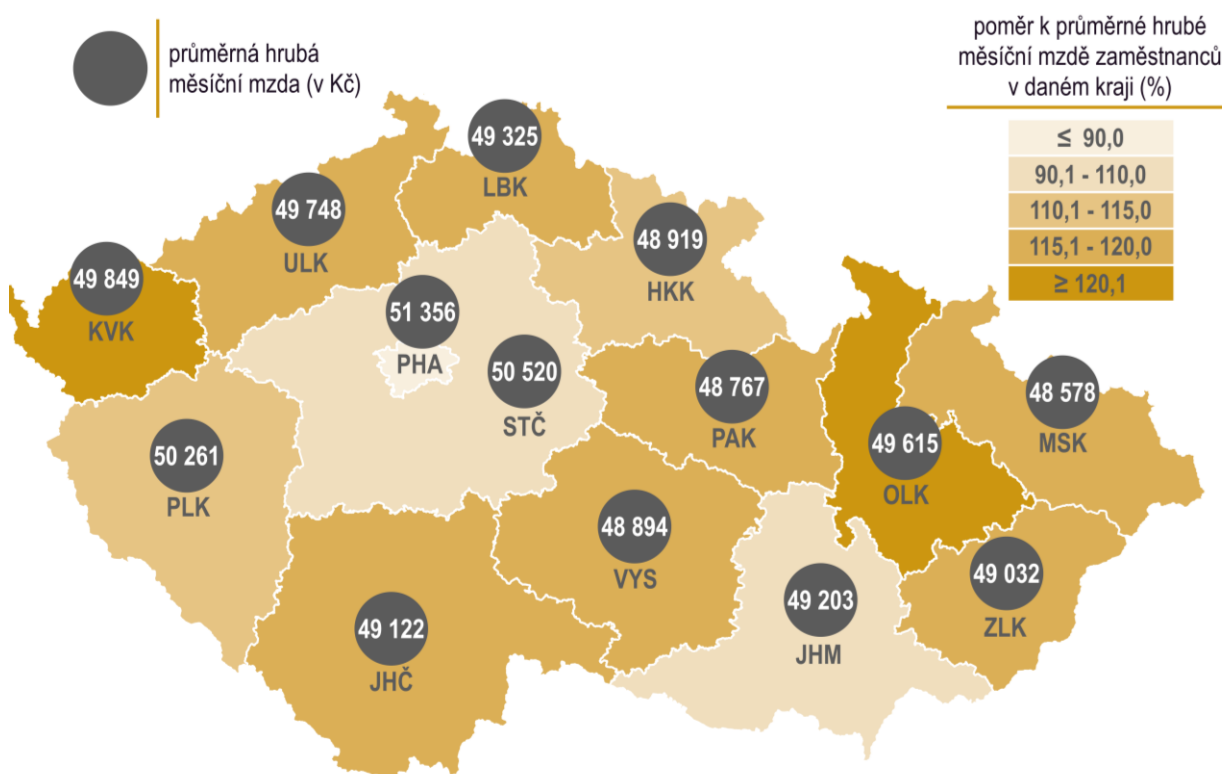 průměrná hrubá
měsíční mzda (v Kč)
poměr k průměrné hrubé
měsíční mzdě zaměstnanců
v daném kraji (%)
≤ 90,0
90,1 - 110,0
110,1 - 115,0
115,1 - 120,0
≥ 120,1
49 325
LBK
49 748
ULK
48 919
HKK
49 849
KVK
51 356
PHA
50 520
STČ
48 767
PAK
48 578
MSK
49 615
OLK
50 261
PLK
48 894
VYS
49 032
ZLK
49 203
JHM
49 122
JHČ